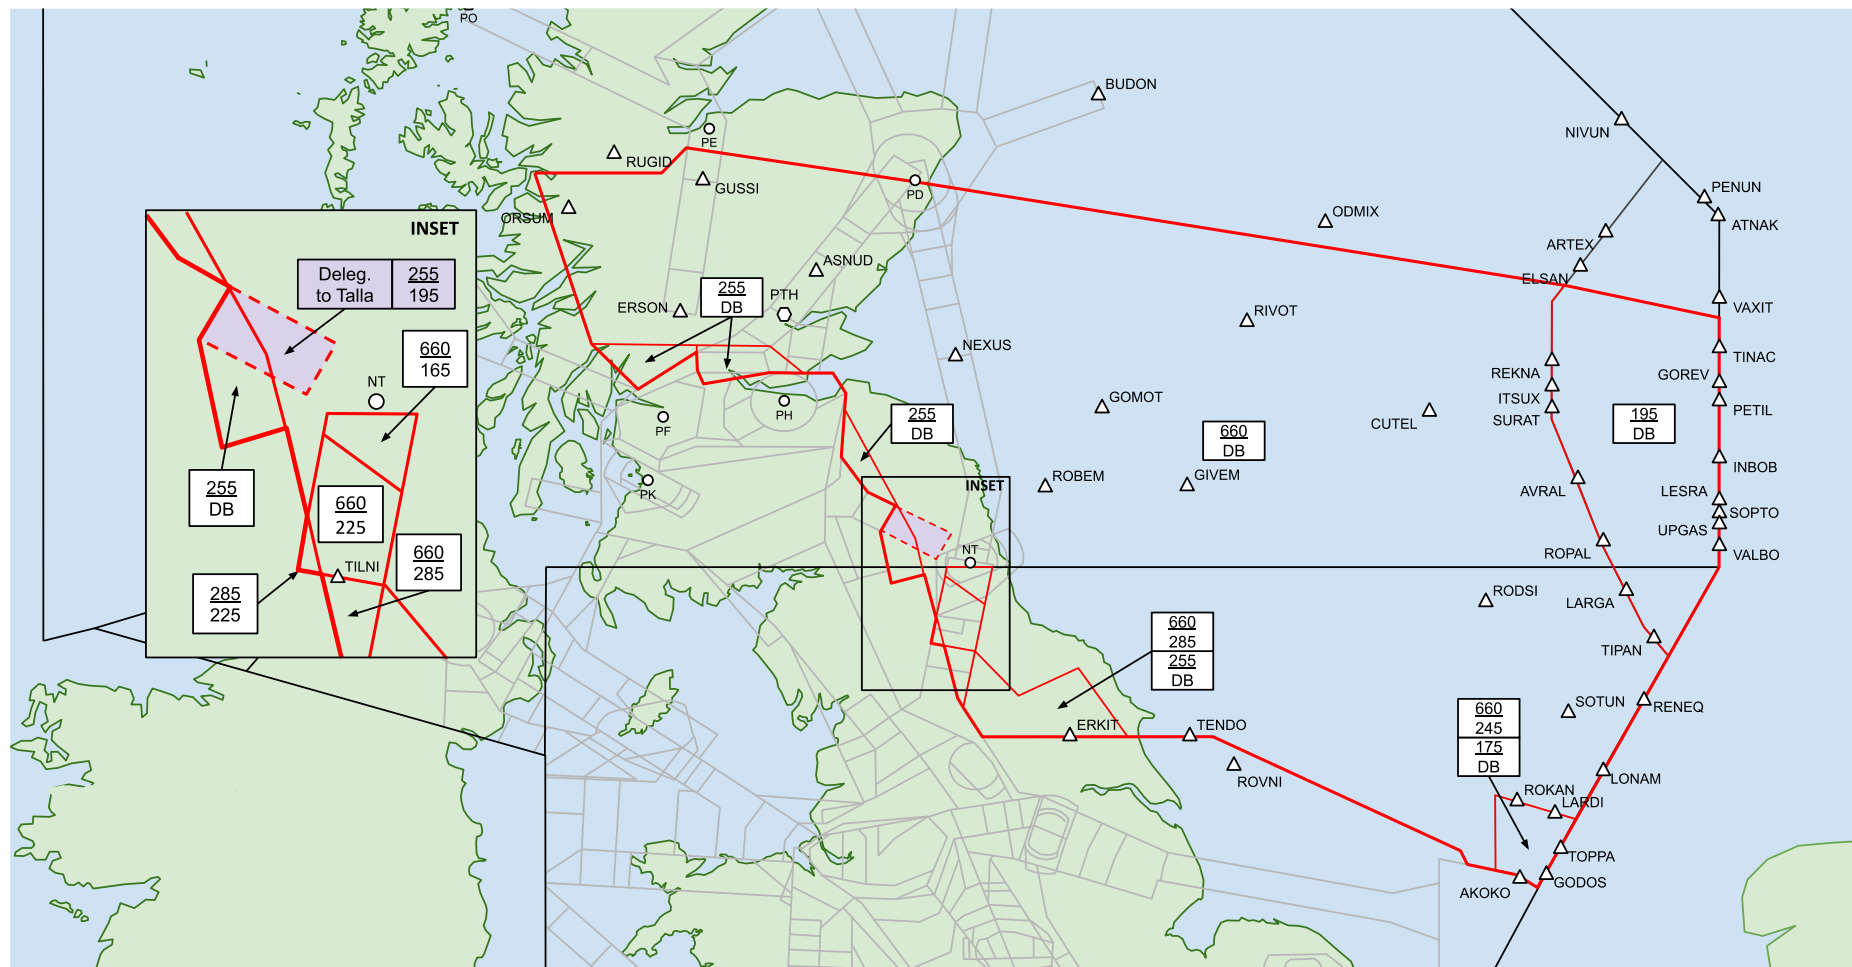 PO
BUDON
NIVUN
PE
RUGID
GUSSI
PD
PENUN
ATNAK
ORSUM
ODMIX
ARTEX
INSET
ASNUD
ELSAN
Deleg.
to Talla
255
195
255
DB
PTH
ERSON
RIVOT
VAXIT
660
165
NEXUS
TINAC
REKNA
GOREV
NT
ITSUX
GOMOT
PH
PF
CUTEL
SURAT
PETIL
255
DB
660
DB
195
DB
INBOB
ROBEM
GIVEM
INSET
PK
AVRAL
LESRA
SOPTO
255
DB
660
225
UPGAS
NT
ROPAL
VALBO
660
285
TILNI
285
225
RODSI
LARGA
660
285
255
DB
TIPAN
SOTUN
RENEQ
ERKIT
TENDO
660
245
175
DB
ROVNI
LONAM
ROKAN
LARDI
TOPPA
GODOS
AKOKO